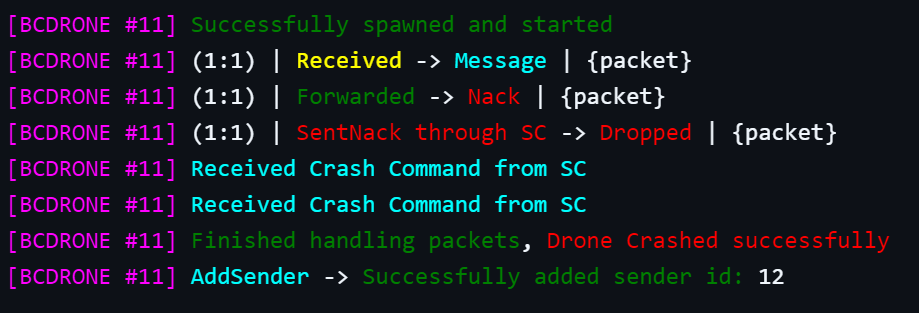 [BCDRONE #11] Successfully spawned and started
[BCDRONE #11] (1:1) | Received -> Message | {packet}
[BCDRONE #11] (1:1) | Forwarded -> Nack | {packet}
[BCDRONE #11] (1:1) | SentNack through SC -> Dropped | {packet}
[BCDRONE #11] Received Crash Command from SC
[BCDRONE #11] Received Crash Command from SC
[BCDRONE #11] Finished handling packets, Drone Crashed successfully
[BCDRONE #11] AddSender -> Successfully added sender id: 12